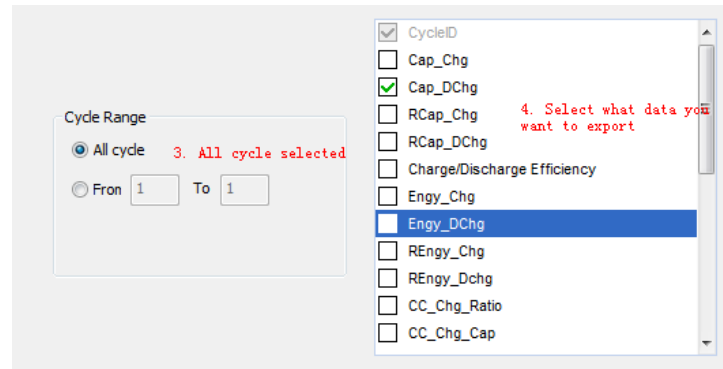 CycleID
Cap_Chg
Cap_DChg
RCap_Chg
4. Select what data you
want to export
RCap_DChg
Charge/Discharge Efficiency
Engy_Chg
Engy_DChg
REngy_Chg
REngy_Dchg
CC_Chg_Ratio
CC_Chg_Cap
Cycle Range
All cycle
3. All cycle selected
Fron 1 To 1